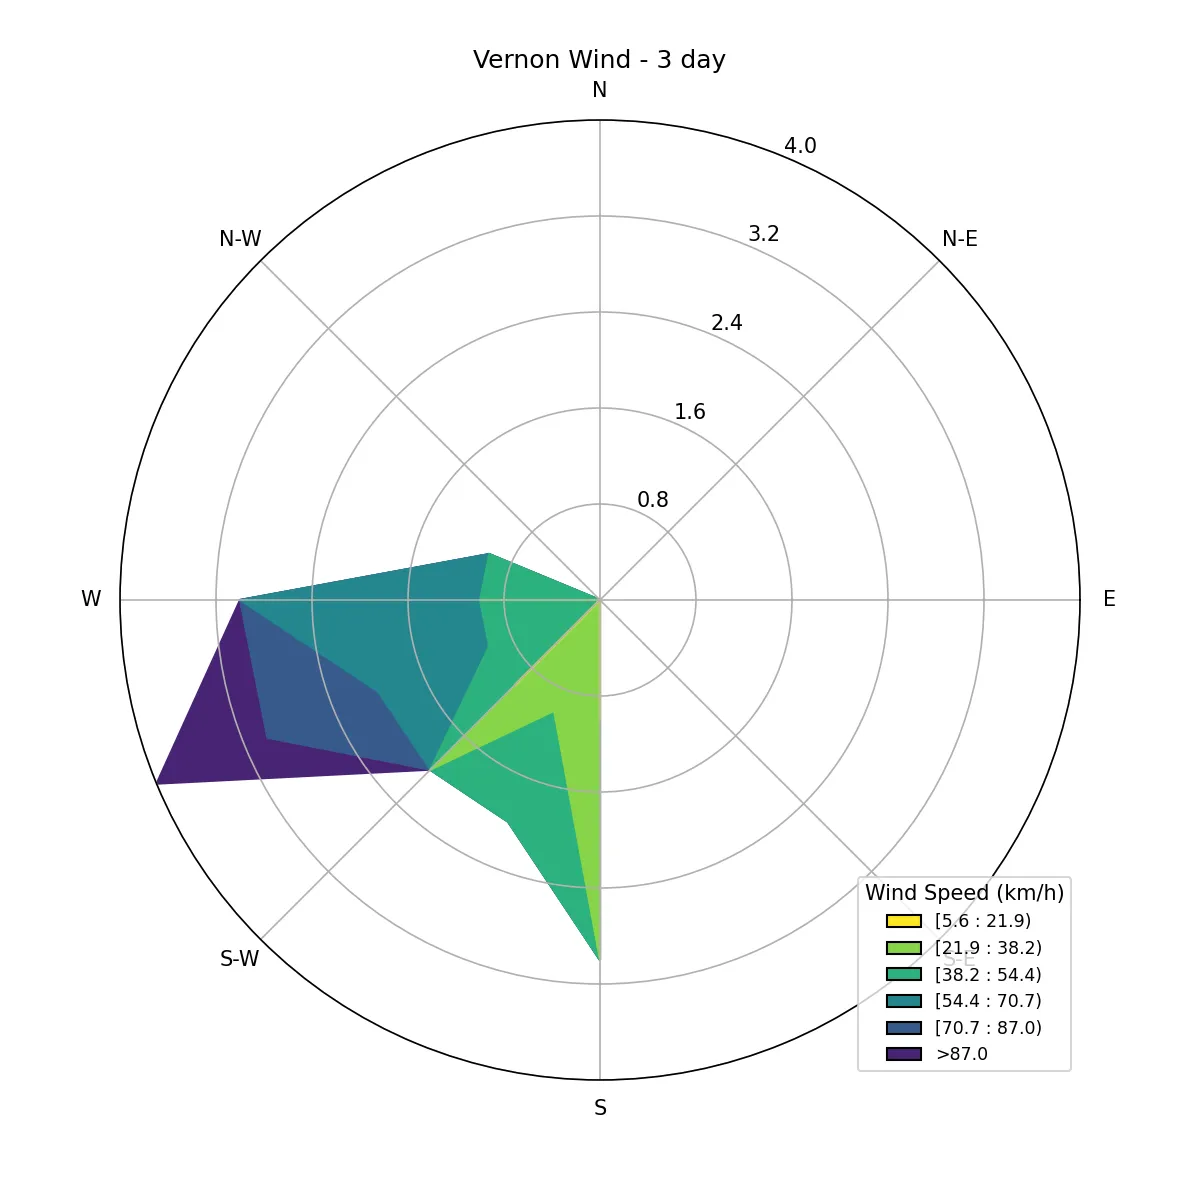 Vernon Wind - 3 day
N
4.0
N-W
3.2
N-E
2.4
1.6
0.8
W
E
S-W
S-E
S
Wind Speed (km/h)
[5.6 : 21.9)
[21.9 : 38.2)
[38.2 : 54.4)
[54.4 : 70.7)
[70.7 : 87.0)
>87.0